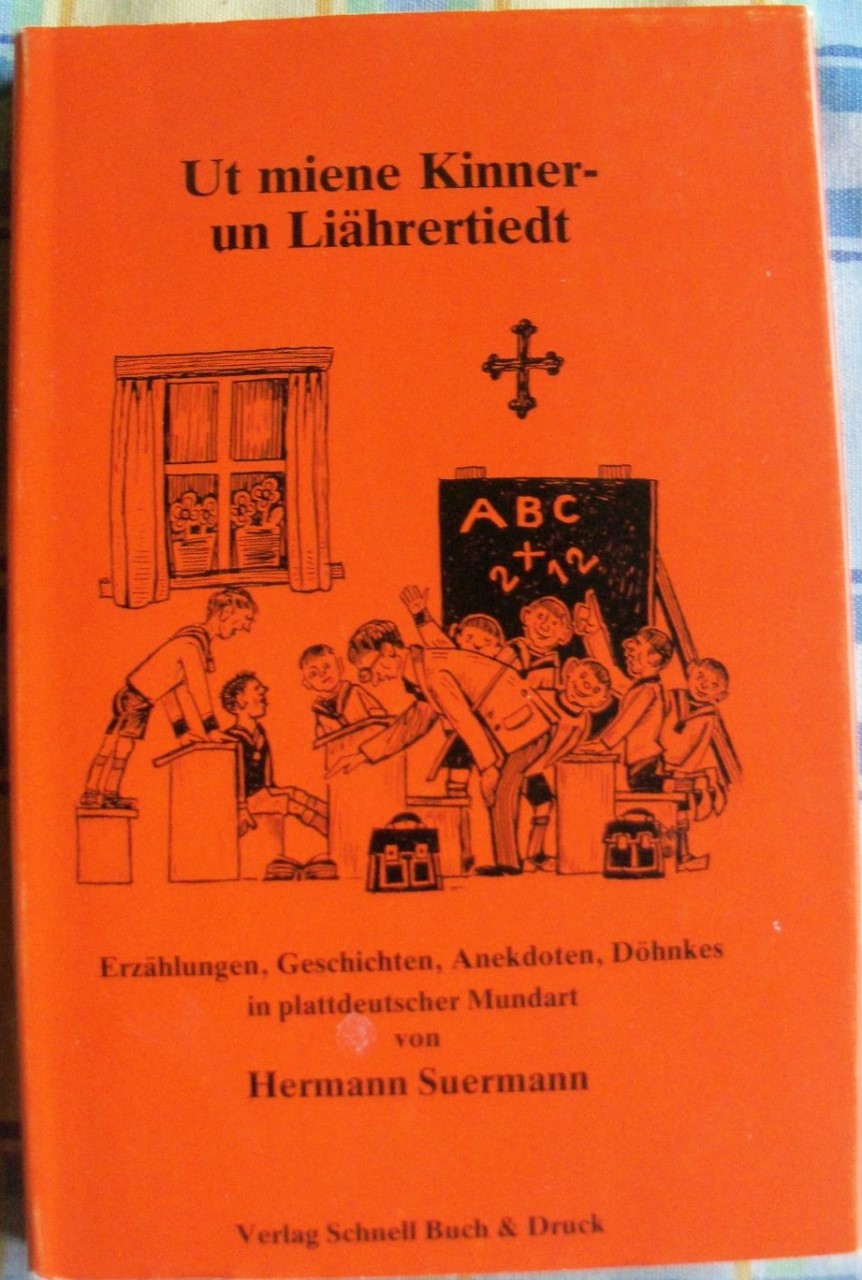 Ut miene Kinner-
un Liährertiedt
ABC
2+12
Erzählungen, Geschichten, Anekdoten, Döhnkes
in plattdeutscher Mundart
von
Hermann Suermann
Verlag Schnell Buch & Druck